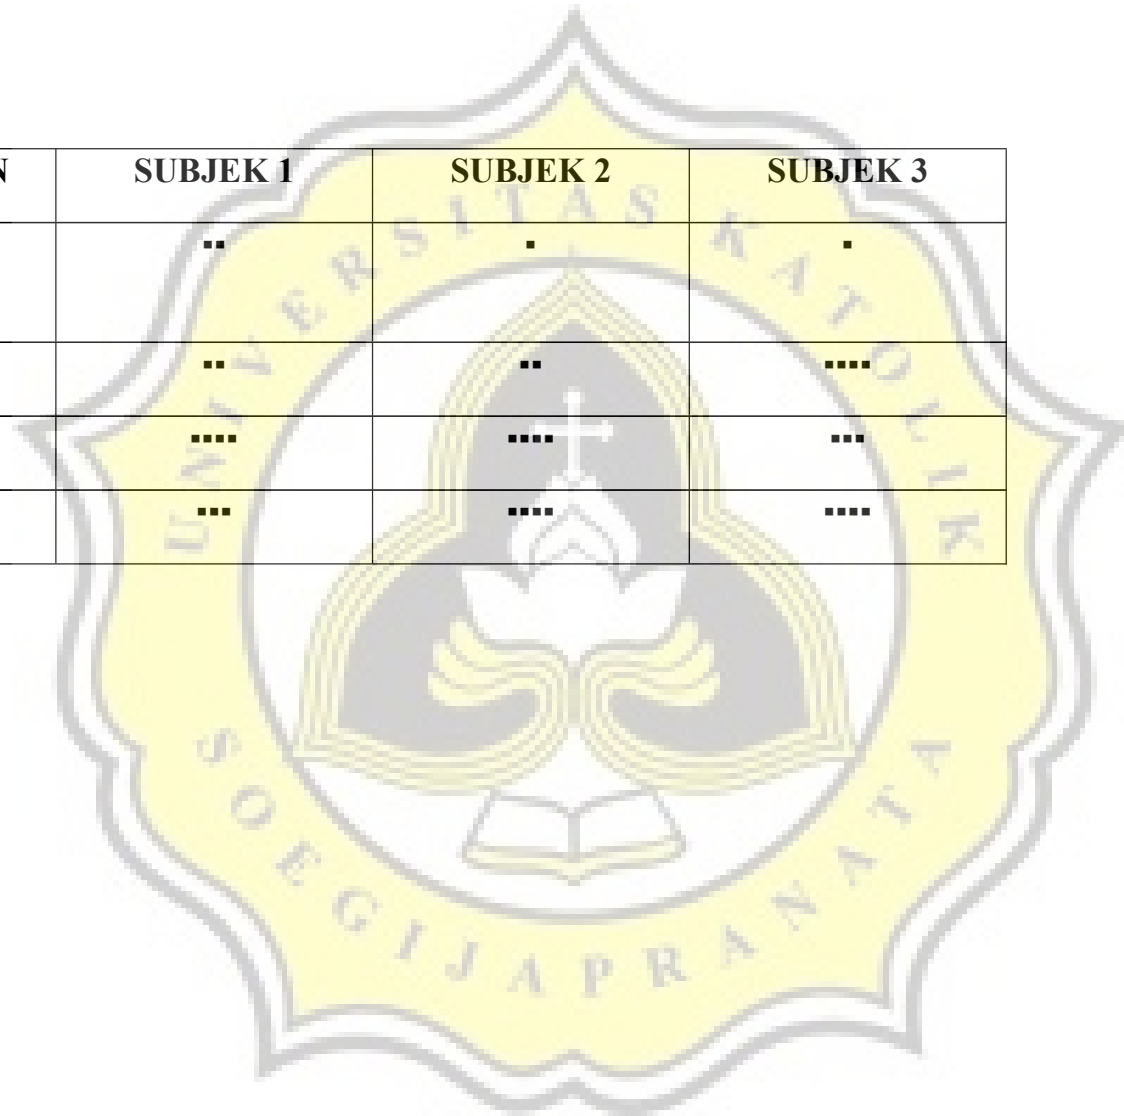 N SUBJEK 1 SUBJEK 2 SUBJEK 3
▪▪ ▪ ▪
▪▪ ▪▪ ▪▪▪▪
▪▪▪▪ ▪▪▪▪ ▪▪▪
▪▪▪ ▪▪▪▪ ▪▪▪▪
UNIVERSITAS KATOLIK
SOEGIJAPRANATA